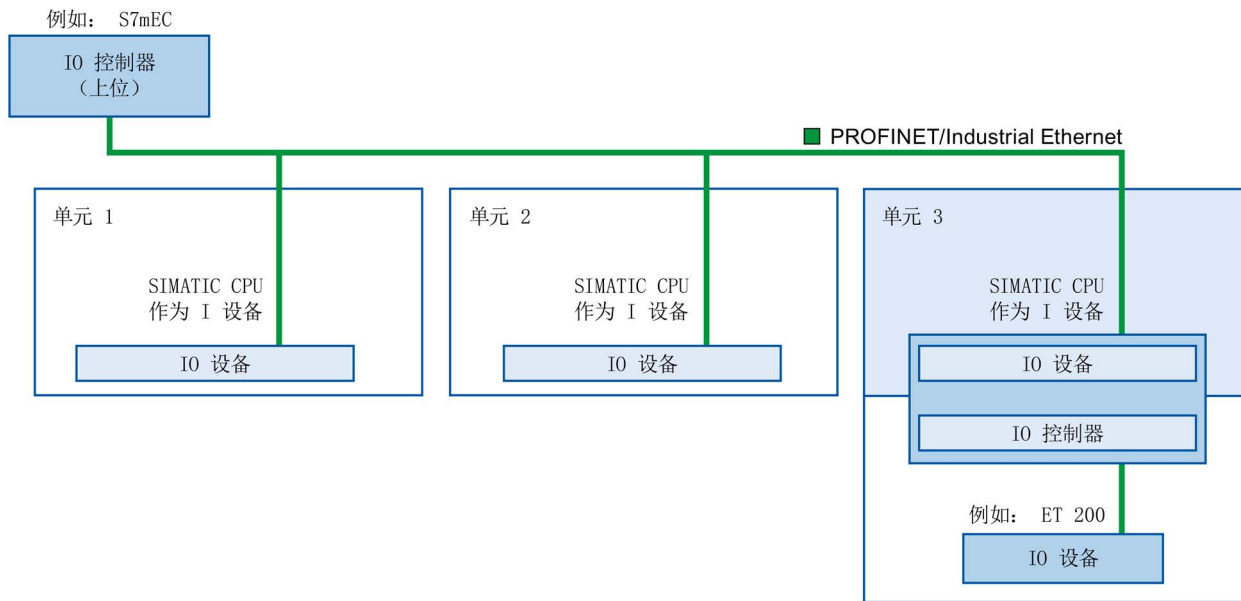 例如： S7mEC
IO 控制器
（上位）
PROFINET/Industrial Ethernet
单元 1
SIMATIC CPU
作为 I 设备
IO 设备
单元 2
SIMATIC CPU
作为 I 设备
IO 设备
单元 3
SIMATIC CPU
作为 I 设备
IO 设备
IO 控制器
例如： ET 200
IO 设备